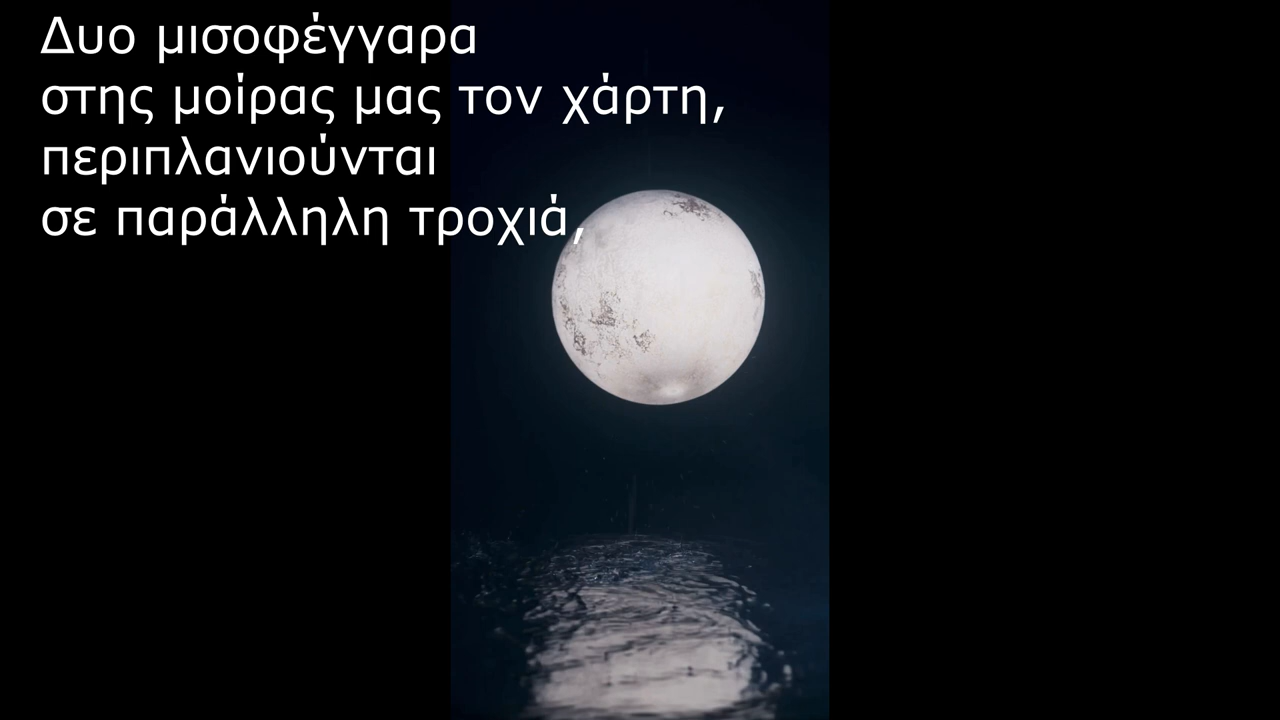 Δυο μισοφέγγαρα
στης μοίρας μας τον χάρτη,
περιπλανιούνται
σε παράλληλη τροχιά,